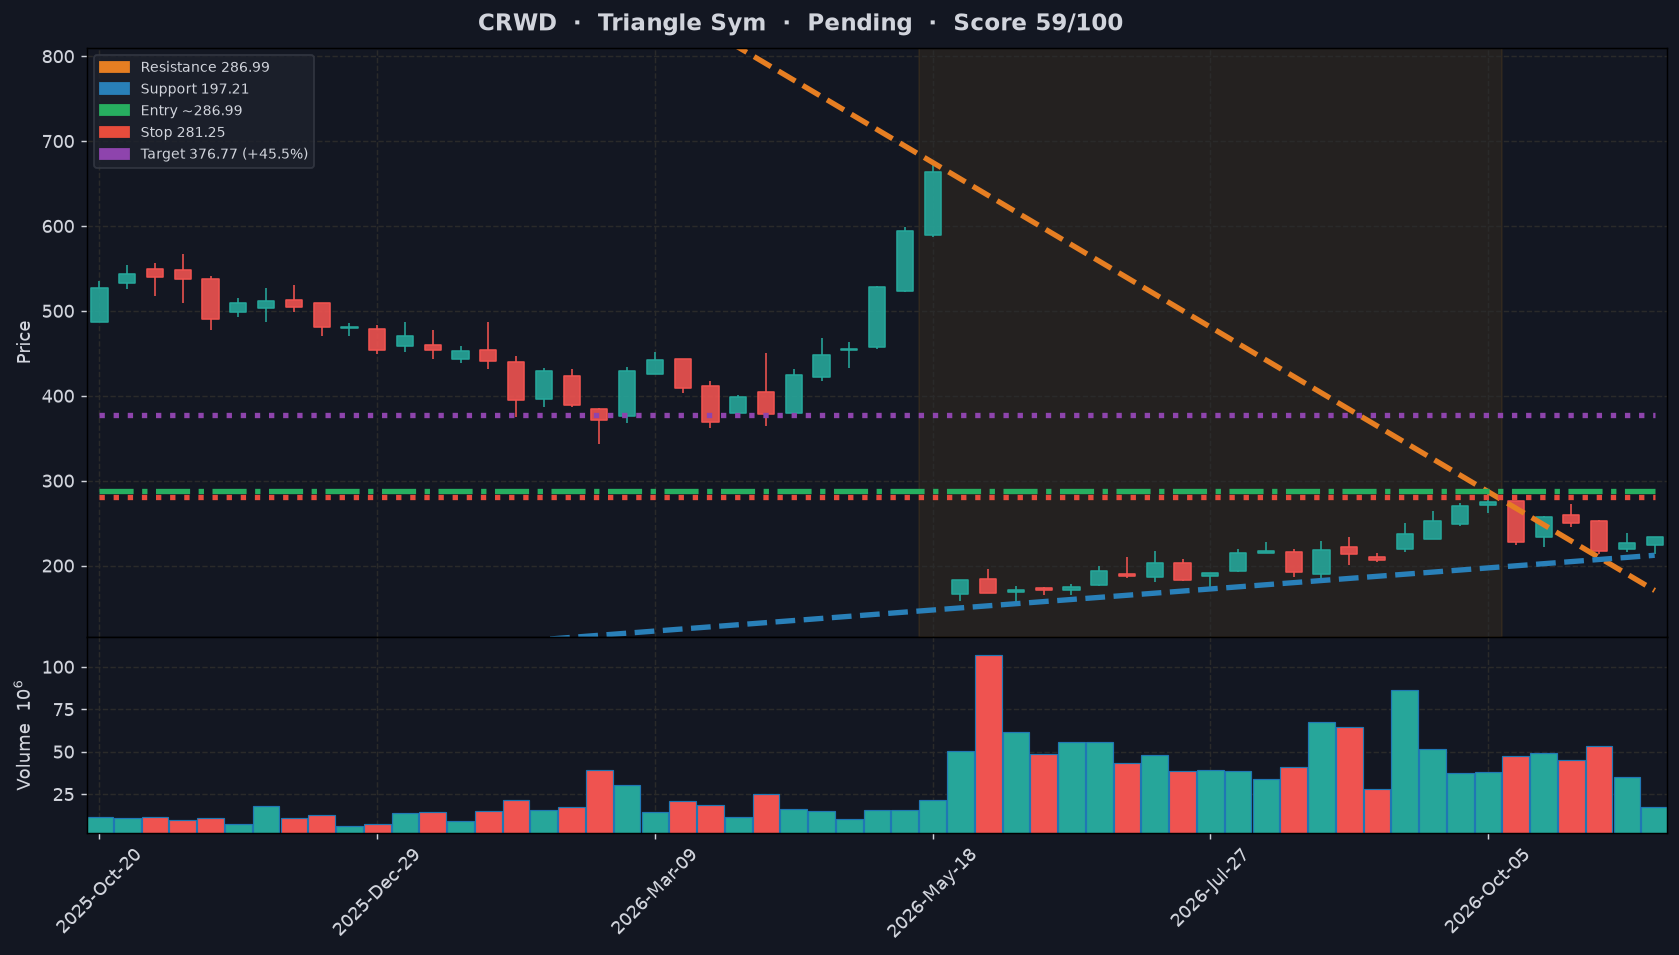 CRWD · Triangle Sym · Pending · Score 59/100
Resistance 286.99
Support 197.21
Entry ~286.99
Stop 281.25
Target 376.77 (+45.5%)
Price
800
700
600
500
400
300
200
Volume 10⁶
100
75
50
25
2025-Oct-20
2025-Dec-29
2026-Mar-09
2026-May-18
2026-Jul-27
2026-Oct-05